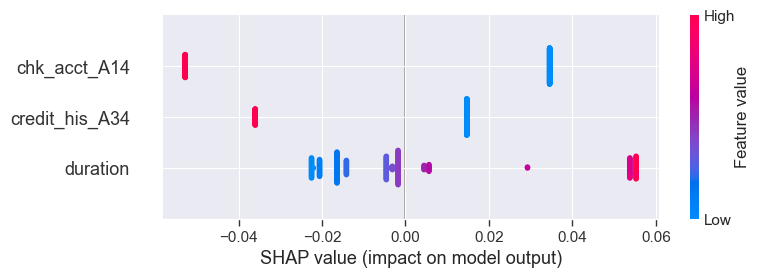 High
chk_acct_A14
credit_his_A34
duration
Feature value
Low
−0.04 −0.02 0.00 0.02 0.04 0.06
SHAP value (impact on model output)